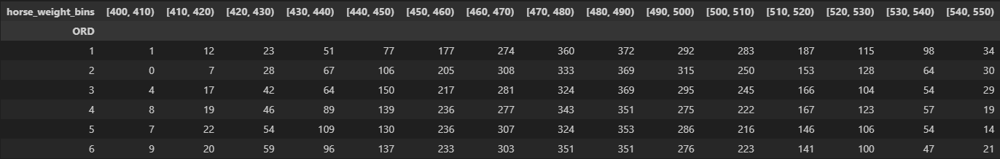 horse_weight_bins [400, 410) [410, 420) [420, 430) [430, 440) [440, 450) [450, 460) [460, 470) [470, 480) [480, 490) [490, 500) [500, 510) [510, 520) [520, 530) [530, 540) [540, 550)
ORD
1 1 12 23 51 77 177 274 360 372 292 283 187 115 98 34
2 0 7 28 67 106 205 308 333 369 315 250 153 128 64 30
3 4 17 42 64 150 217 281 324 369 295 245 166 104 54 29
4 8 19 46 89 139 236 277 343 351 275 222 167 123 57 19
5 7 22 54 109 130 236 307 324 353 286 216 146 106 54 14
6 9 20 59 96 137 233 303 351 351 276 223 141 100 47 21